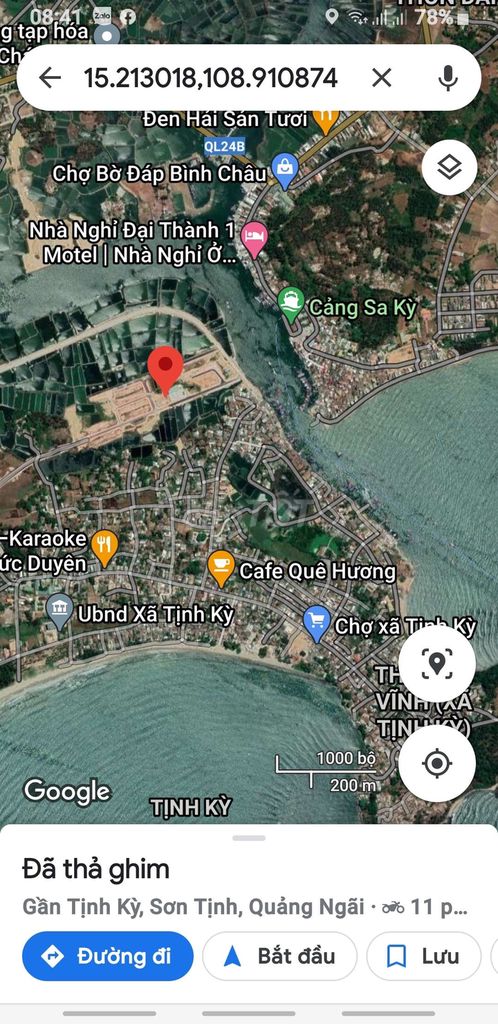 08:41 Zalo 78%
g tạp hóa
15.213018,108.910874
Đen Hải Sản Tươi
QL24B
Chợ Bờ Đáp Bình Châu
Nhà Nghỉ Đại Thành 1
Motel | Nhà Nghỉ Ở...
Cảng Sa Kỳ
-Karaoke
ức Duyên
Cafe Quê Hương
Ubnd Xã Tịnh Kỳ
Chợ xã Tịnh Kỳ
VĨNH (XÃ
TỊNH KỲ)
1000 bộ
200 m
Google
TỊNH KỲ
Đã thả ghim
Gần Tịnh Kỳ, Sơn Tịnh, Quảng Ngãi · 11 p...
Đường đi
Bắt đầu
Lưu